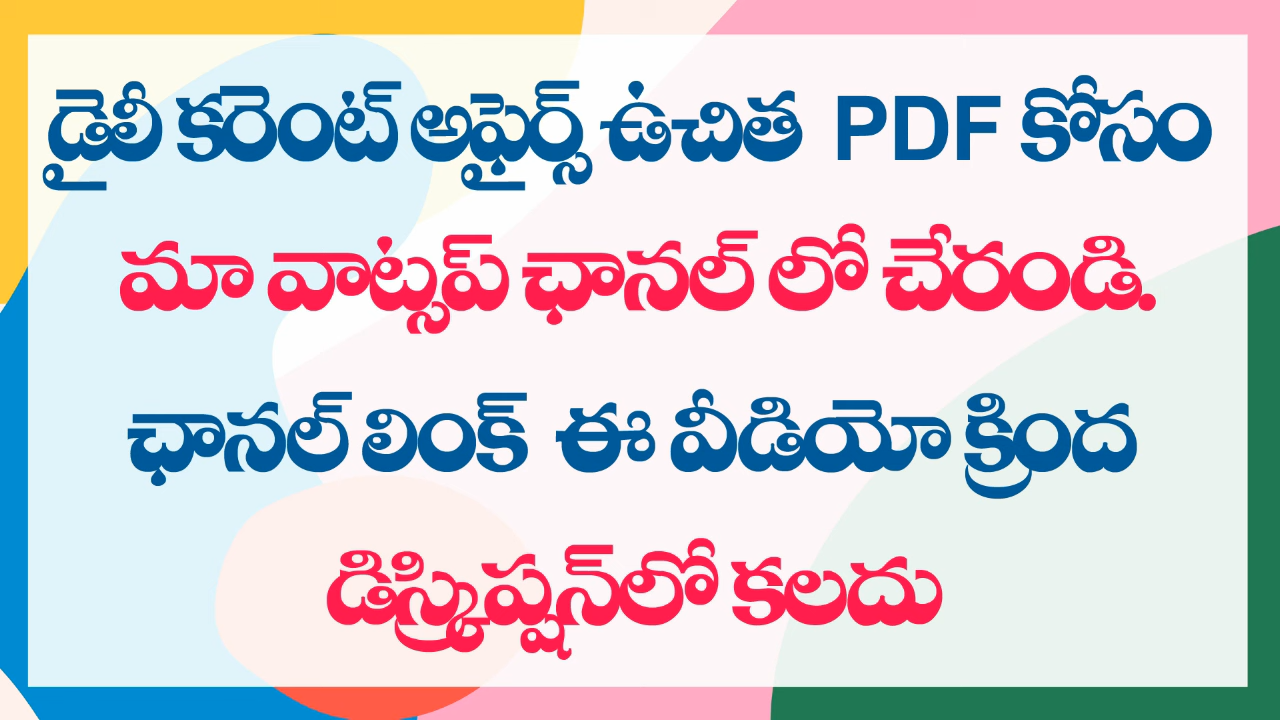 డైలీ కరెంట్ అఫైర్స్ ఉచిత PDF కోసం
మా వాట్సప్ ఛానల్ లో చేరండి.
ఛానల్ లింక్ ఈ వీడియో క్రింద
డిస్క్రిప్షన్‌లో కలదు